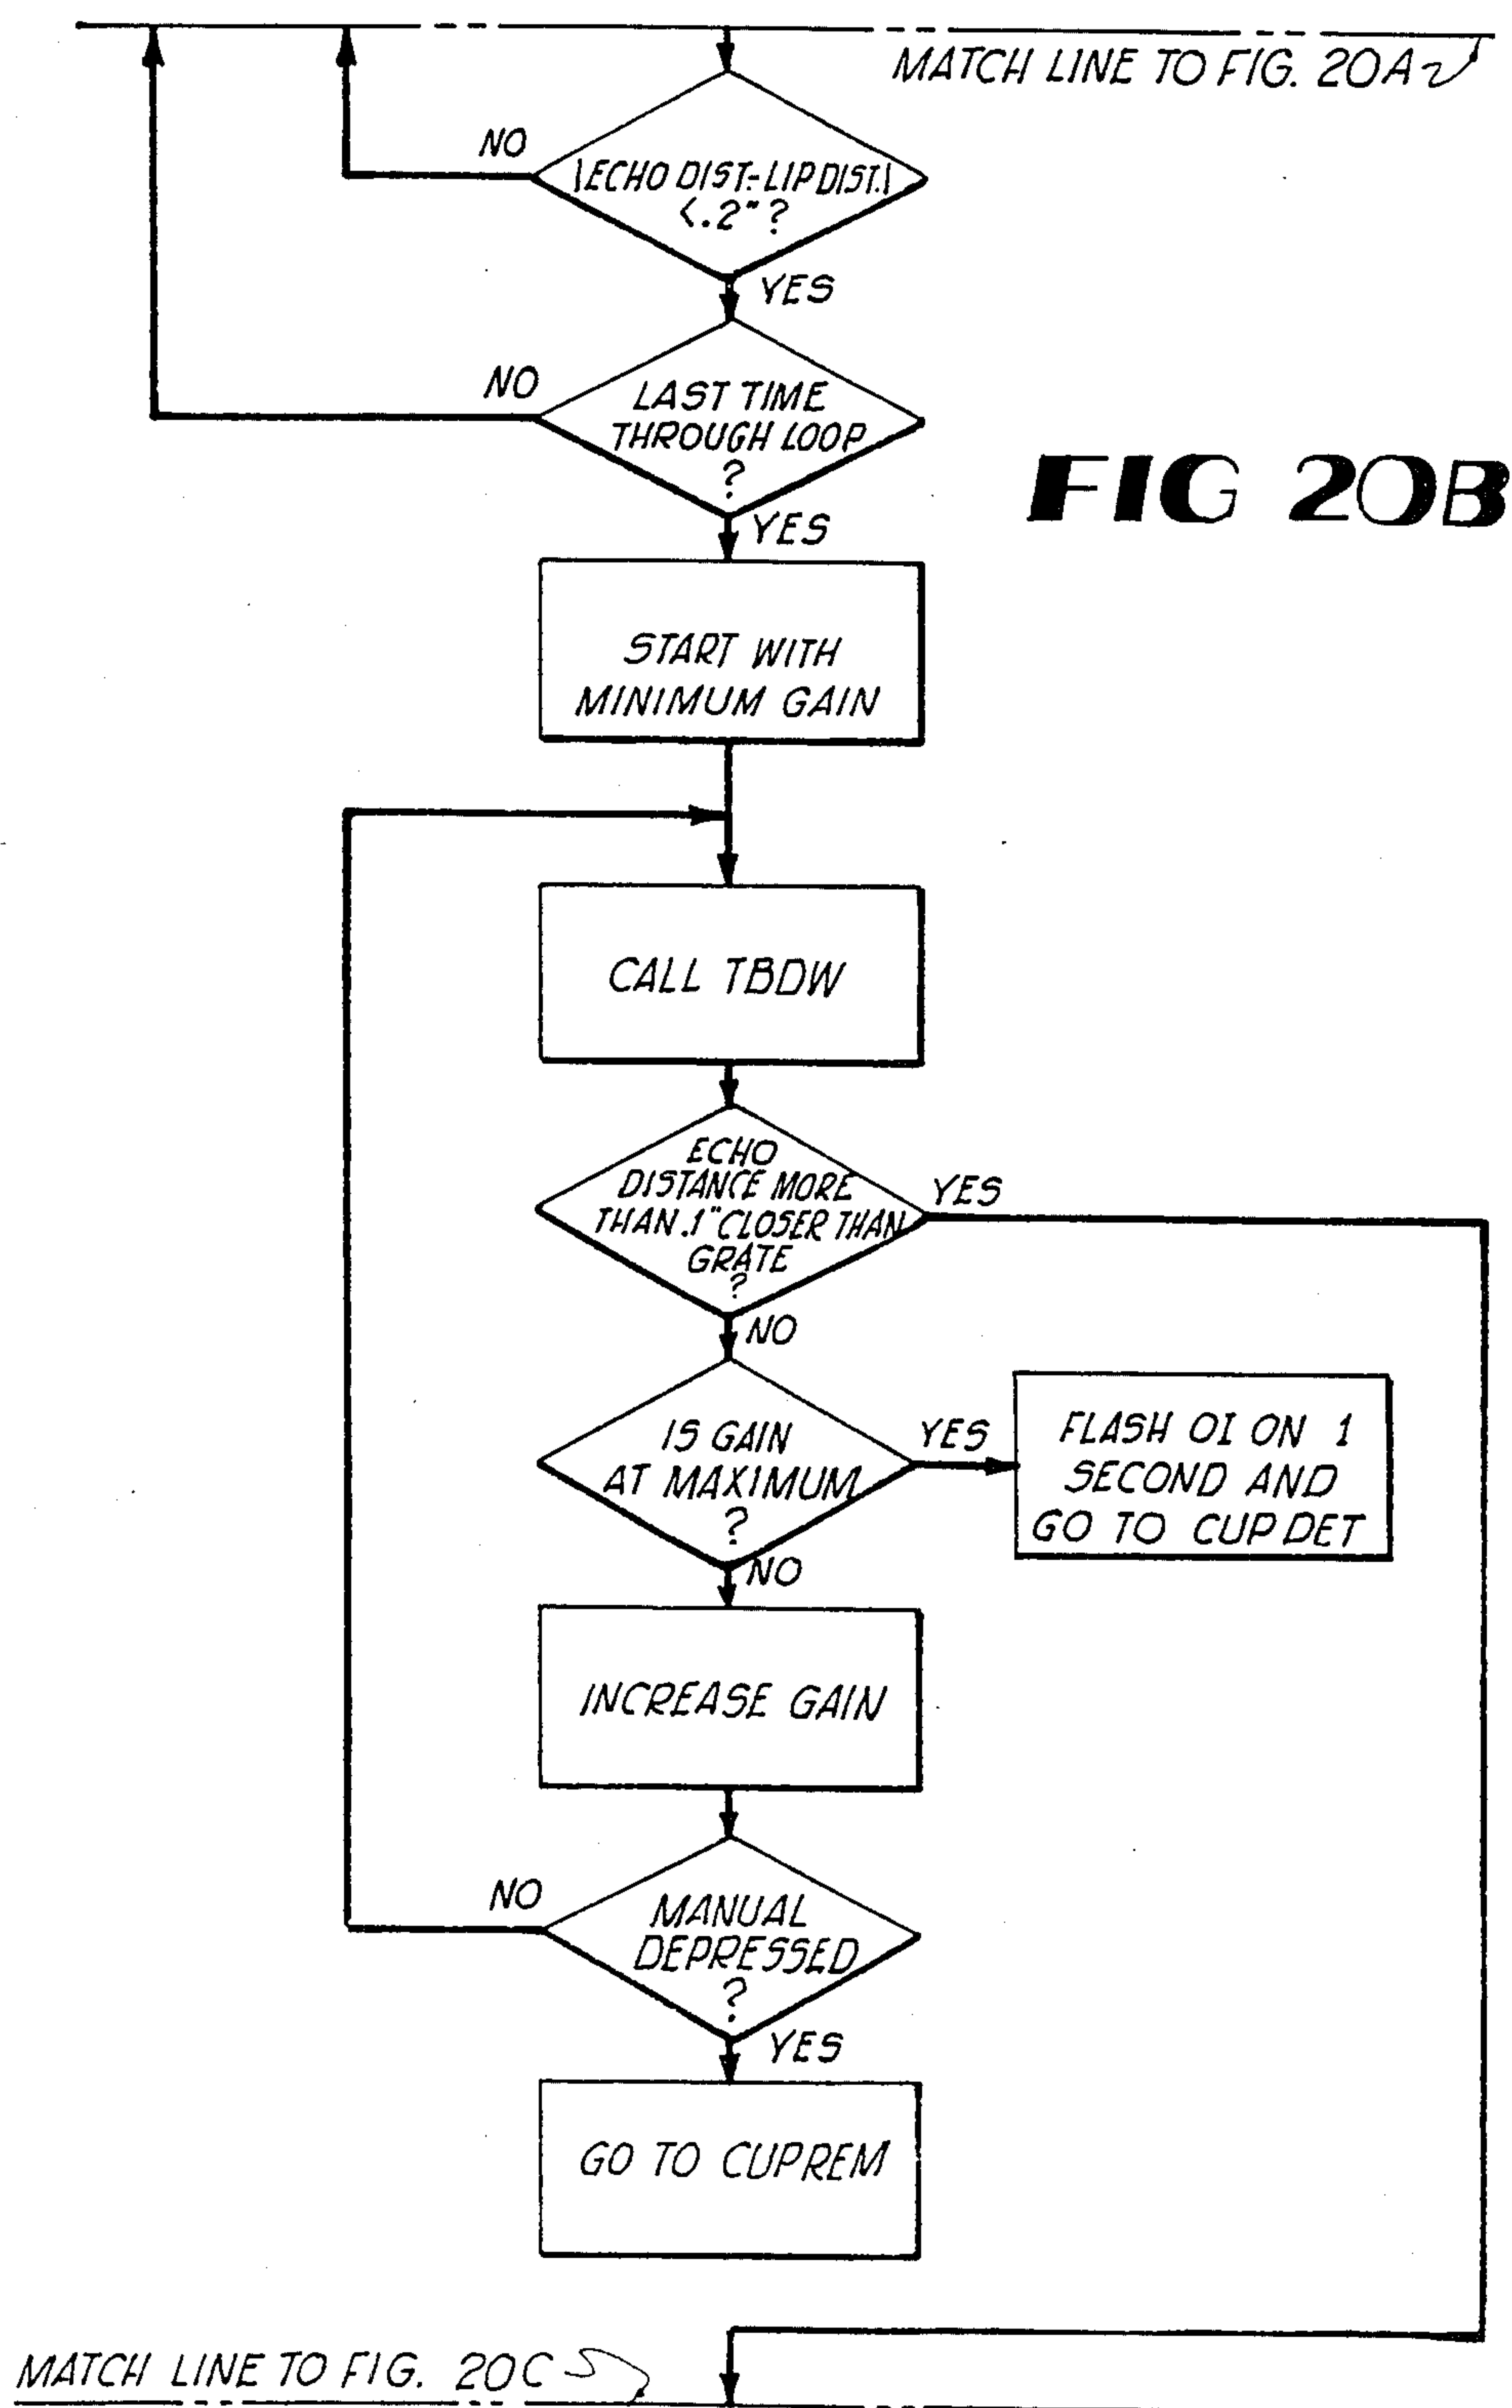 MATCH LINE TO FIG. 20A
NO
|ECHO DIST.-LIP DIST.|
<.2"?
YES
NO
LAST TIME
THROUGH LOOP
?
FIG 20B
YES
START WITH
MINIMUM GAIN
CALL TBDW
ECHO
DISTANCE MORE
THAN .1" CLOSER THAN
GRATE
?
YES
NO
IS GAIN
AT MAXIMUM
?
YES
FLASH OI ON 1
SECOND AND
GO TO CUPDET
NO
INCREASE GAIN
NO
MANUAL
DEPRESSED
?
YES
GO TO CUPREM
MATCH LINE TO FIG. 20C